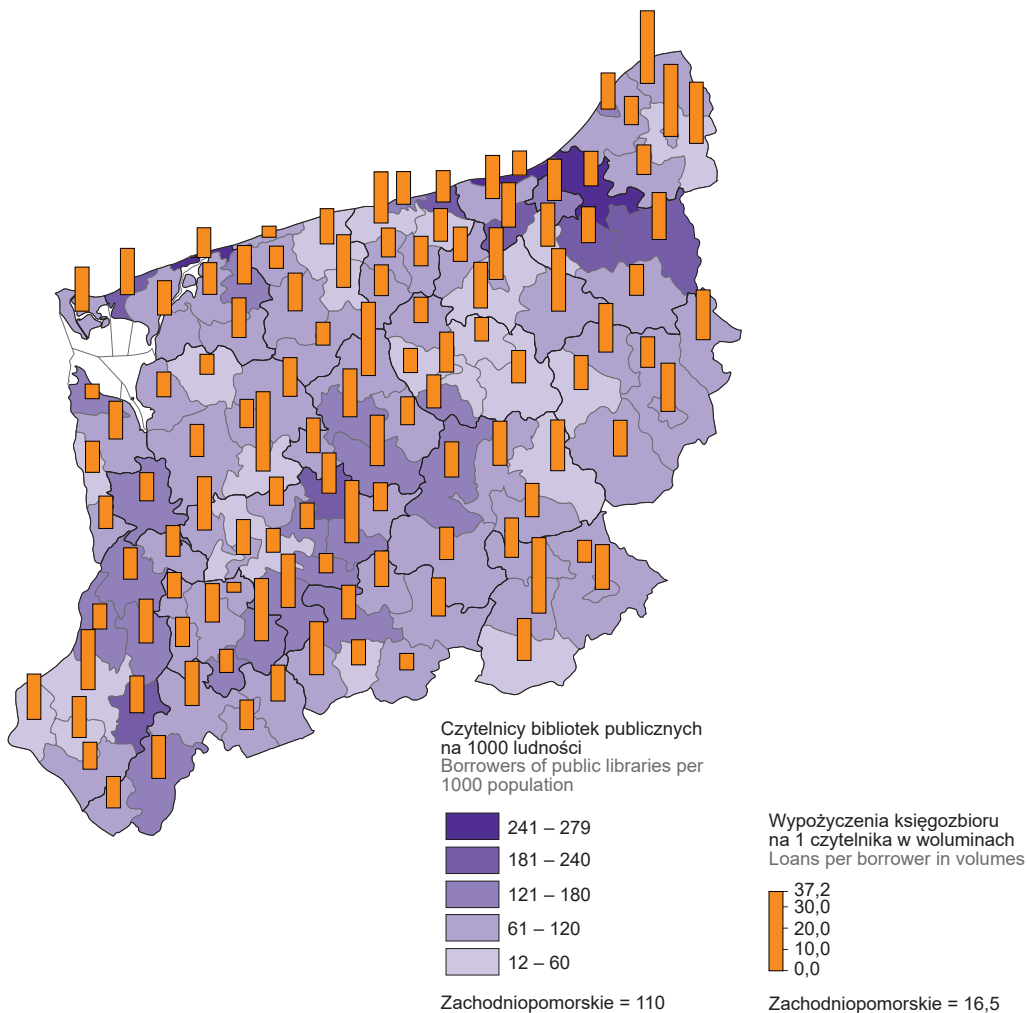 Czytelnicy bibliotek publicznych
na 1000 ludności
Borrowers of public libraries per
1000 population
241 – 279
181 – 240
121 – 180
61 – 120
12 – 60
Zachodniopomorskie = 110
Wypożyczenia księgozbioru
na 1 czytelnika w woluminach
Loans per borrower in volumes
37,2
30,0
20,0
10,0
0,0
Zachodniopomorskie = 16,5